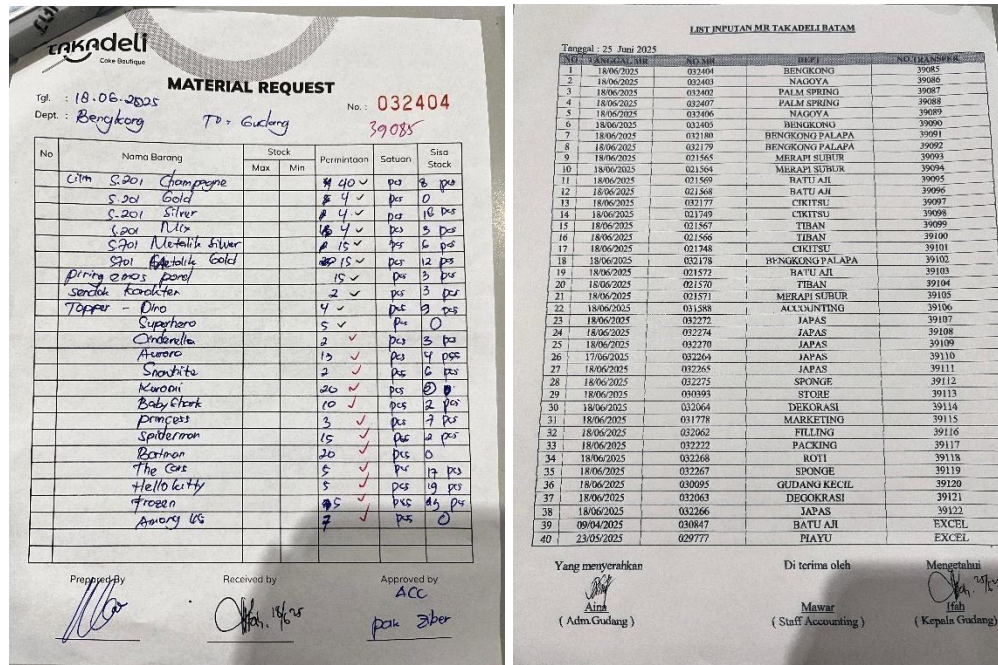 TAKAdeli
Cake Boutique
MATERIAL REQUEST
Tgl. : 18.06.2025
No. : 032404
Dept. : Bengkong TO = Gudang 39085
No Nama Barang Stock Max Min Permintaan Satuan Sisa Stock
Lilin S.201 Champagne 40 ✓ pcs 8 pcs
S.201 Gold 4 ✓ pcs 0
S-201 Silver 4 ✓ pcs 18 pcs
S.201 Mix 4 ✓ pcs 3 pcs
S.701 Metalik Silver 15 ✓ pcs 6 pcs
S701 Metalik Gold 15 ✓ pcs 12 pcs
Piring emas 15 ✓ pcs 3 pcs
sendok karakter 2 ✓ pcs 3 pcs
Topper - Dino 4 ✓ pcs 9 pcs
Superhero 5 ✓ pcs 0
Cinderella 2 ✓ pcs 3 pcs
Aurora 13 ✓ pcs 4 pcs
Snowhite 2 ✓ pcs 6 pcs
Kuromi 20 ✓ pcs
Baby Shark 10 ✓ pcs 2 pcs
princess 3 ✓ pcs 7 pcs
Spiderman 15 ✓ pcs 2 pcs
Batman 20 ✓ pcs 0
The Cars 5 ✓ pcs 17 pcs
Hello kitty 5 ✓ pcs 19 pcs
Frozen 5 ✓ pcs pcs
Among US 7 ✓ pcs 0
Prepared By Received by Approved by
ACC
Ifah. 18/6/25 pak ziber
LIST INPUTAN MR TAKADELI BATAM
Tanggal : 25 Juni 2025
NO TANGGAL MR NO MR DEPT NO TRANSFER
1 18/06/2025 032404 BENGKONG 39085
2 18/06/2025 032403 NAGOYA 39086
3 18/06/2025 032402 PALM SPRING 39087
4 18/06/2025 032407 PALM SPRING 39088
5 18/06/2025 032406 NAGOYA 39089
6 18/06/2025 032405 BENGKONG 39090
7 18/06/2025 032180 BENGKONG PALAPA 39091
8 18/06/2025 032179 BENGKONG PALAPA 39092
9 18/06/2025 021565 MERAPI SUBUR 39093
10 18/06/2025 021564 MERAPI SUBUR 39094
11 18/06/2025 021569 BATU AJI 39095
12 18/06/2025 021568 BATU AJI 39096
13 18/06/2025 032177 CIKITSU 39097
14 18/06/2025 021749 CIKITSU 39098
15 18/06/2025 021567 TIBAN 39099
16 18/06/2025 021566 TIBAN 39100
17 18/06/2025 021748 CIKITSU 39101
18 18/06/2025 032178 BENGKONG PALAPA 39102
19 18/06/2025 021572 BATU AJI 39103
20 18/06/2025 021570 TIBAN 39104
21 18/06/2025 021571 MERAPI SUBUR 39105
22 18/06/2025 031588 ACCOUNTING 39106
23 18/06/2025 032272 JAPAS 39107
24 18/06/2025 032274 JAPAS 39108
25 18/06/2025 032270 JAPAS 39109
26 17/06/2025 032264 JAPAS 39110
27 18/06/2025 032265 JAPAS 39111
28 18/06/2025 032275 SPONGE 39112
29 18/06/2025 030393 STORE 39113
30 18/06/2025 032064 DEKORASI 39114
31 18/06/2025 031778 MARKETING 39115
32 18/06/2025 032062 FILLING 39116
33 18/06/2025 032222 PACKING 39117
34 18/06/2025 032268 ROTI 39118
35 18/06/2025 032267 SPONGE 39119
36 18/06/2025 030095 GUDANG KECIL 39120
37 18/06/2025 032063 DEGOKRASI 39121
38 18/06/2025 032266 JAPAS 39122
39 09/04/2025 030847 BATU AJI EXCEL
40 23/05/2025 029777 PIAYU EXCEL
Yang menyerahkan Di terima oleh Mengetahui
Aina Mawar Ifah
( Adm.Gudang ) ( Staff Accounting ) ( Kepala Gudang )